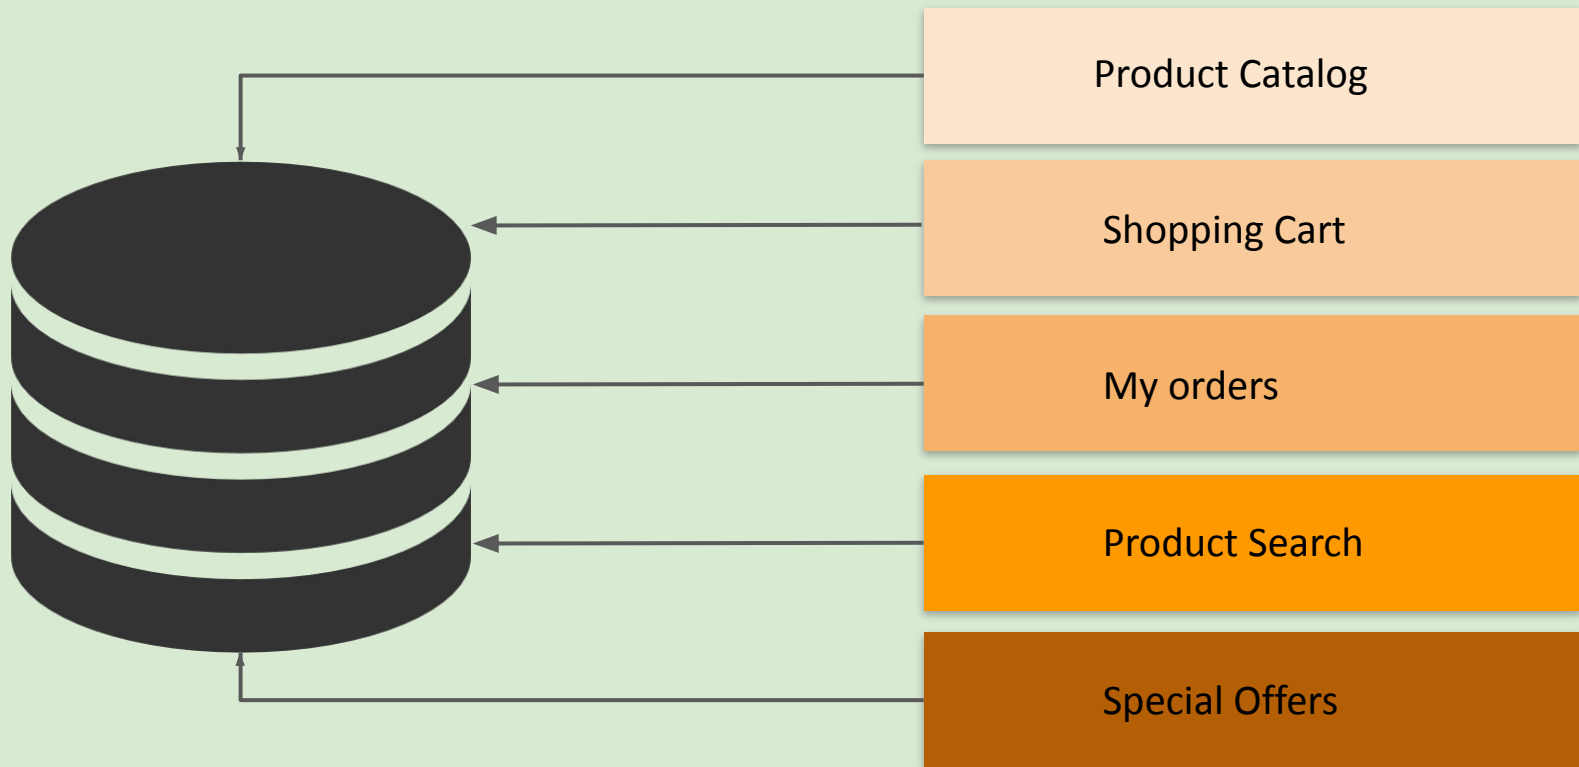 Product Catalog
Shopping Cart
My orders
Product Search
Special Offers